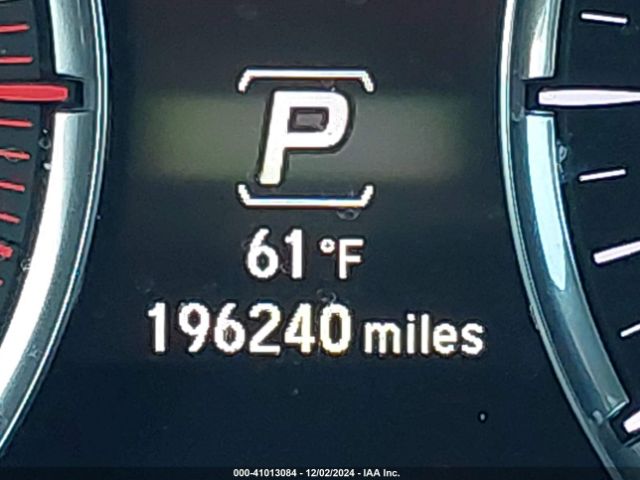 P
61 °F
196240 miles
000-41013084 - 12/02/2024 - IAA Inc.